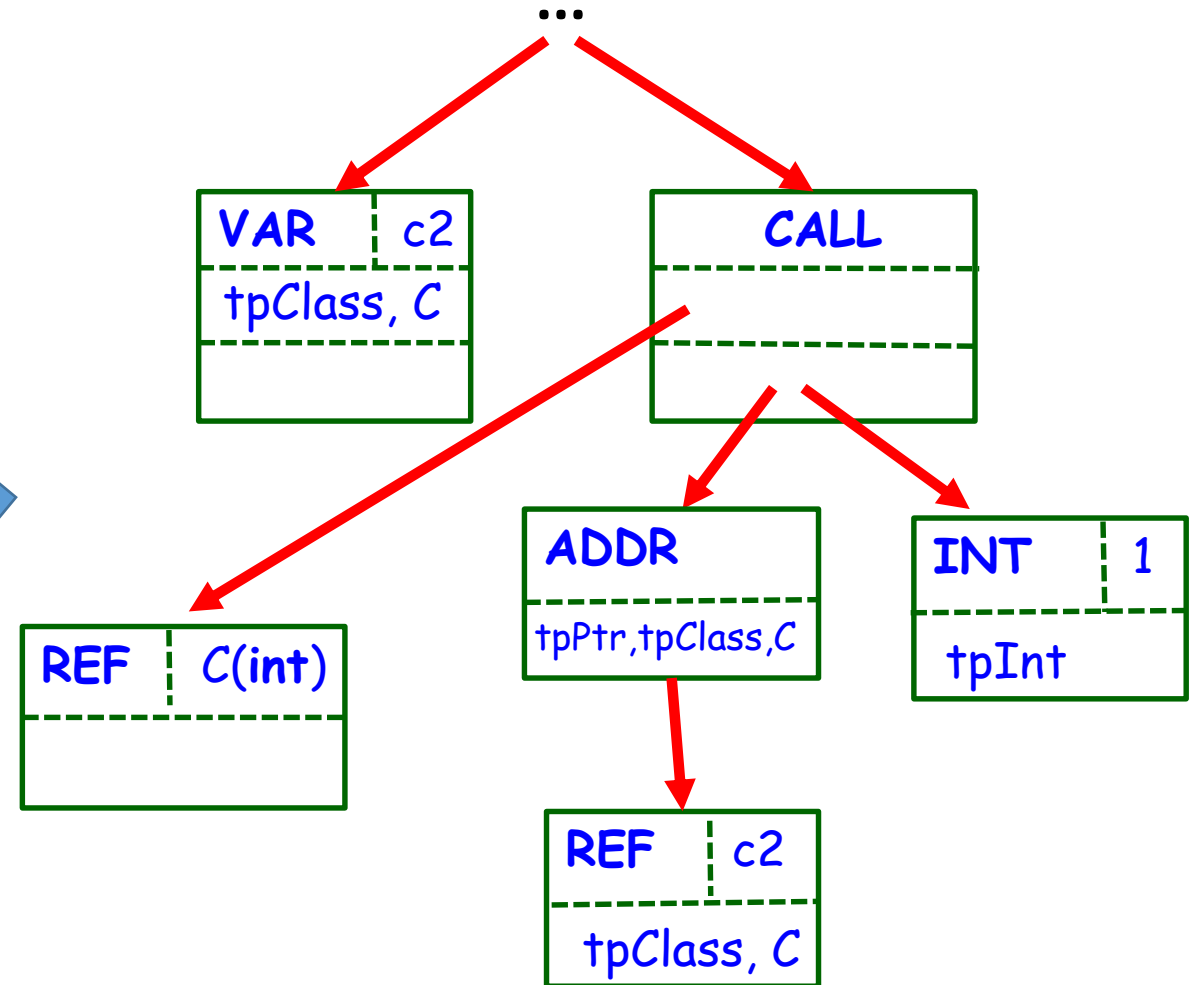 ...
VAR c2
tpClass, C
CALL
ADDR
tpPtr,tpClass,C
INT 1
tpInt
REF C(int)
REF c2
tpClass, C